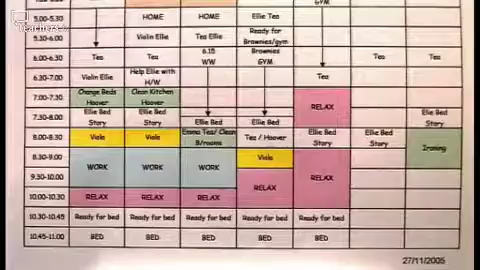 GYM
Teachers
5.00-5.30 HOME HOME Ellie Tea
5.30-6.00 Violin Ellie Tea Ellie Ready for Brownies/gym
6.00-6.30 Tea Tea 6.15 WW Brownies GYM Tea Tea
6.30-7.00 Violin Ellie Help Ellie with H/W Tea
7.00-7.30 Change Beds Hoover Clean Kitchen Hoover RELAX
7.30-8.00 Ellie Bed Story Ellie Bed Story Ellie Bed Ellie Bed Ellie Bed Story
8.00-8.30 Viola Viola Emma Tea/ Clean B/rooms Tea / Hoover Ellie Bed Story Ellie Bed Story Ironing
8.30-9.00 WORK WORK WORK Viola RELAX
9.30-10.00 RELAX
10.00-10.30 RELAX RELAX RELAX
10.30-10.45 Ready for bed Ready for bed Ready for bed Ready for bed Ready for bed
10.45-11.00 BED BED BED BED BED
27/11/2005